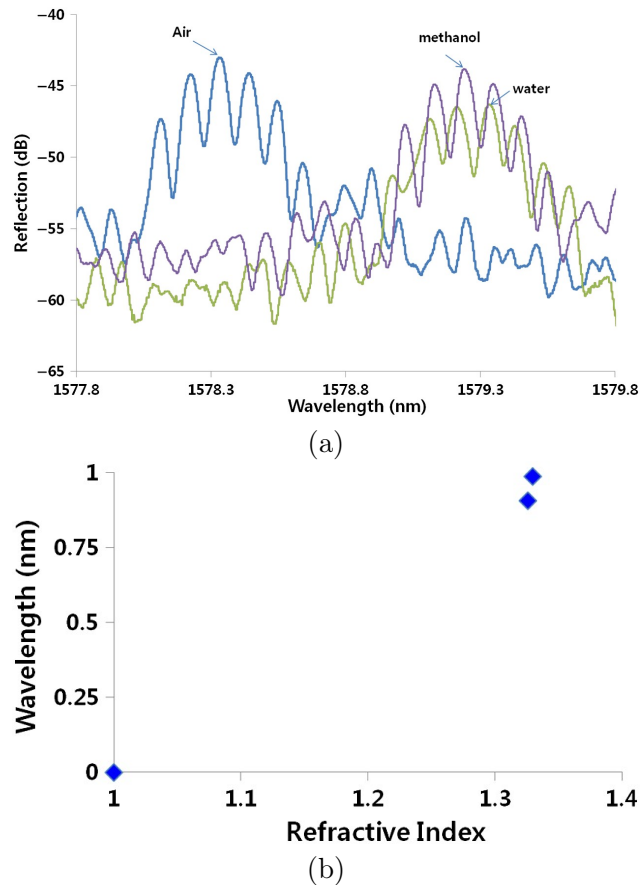 −40
Air
methanol
−45
water
−50
Reflection (dB)
−55
−60
−65
1577.8 1578.3 1578.8 1579.3 1579.8
Wavelength (nm)
(a)
1
0.75
Wavelength (nm)
0.5
0.25
0
1 1.1 1.2 1.3 1.4
Refractive Index
(b)